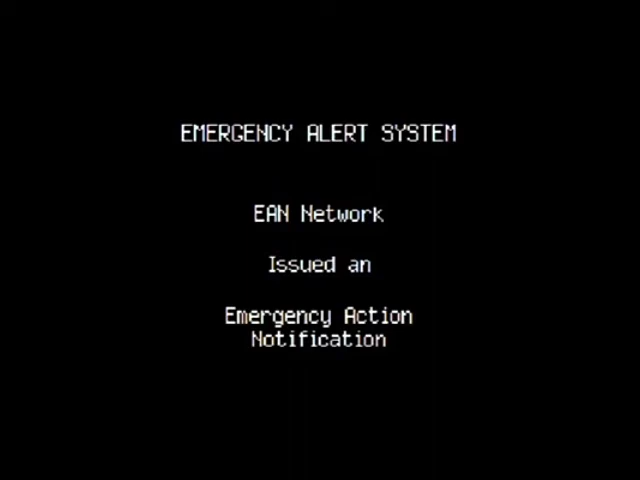 EMERGENCY ALERT SYSTEM
EAN Network
Issued an
Emergency Action
Notification